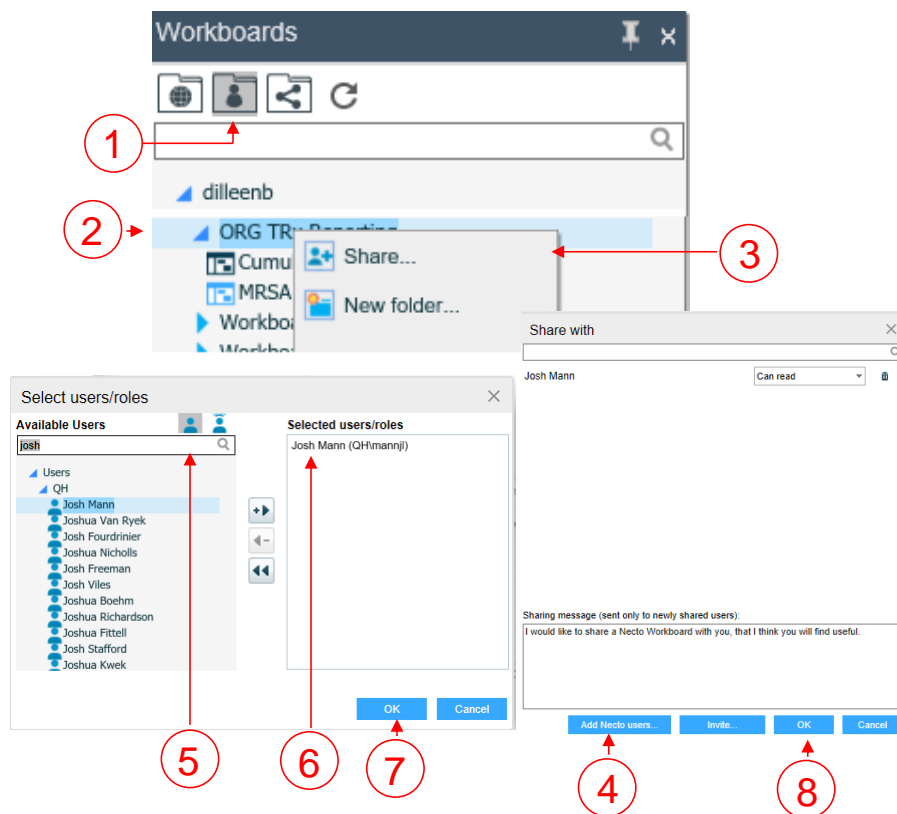 Workboards
1
dilleenb
2
ORG TRx Reporting
Share...
3
Cumu
MRSA
New folder...
Workboa
Workboa
Share with
Josh Mann
Can read
Select users/roles
Available Users
Selected users/roles
josh
Josh Mann (QH\mannjl)
Users
QH
Josh Mann
Joshua Van Ryek
Josh Fourdrinier
Joshua Nicholls
Josh Freeman
Josh Viles
Joshua Boehm
Joshua Richardson
Joshua Fittell
Josh Stafford
Joshua Kwek
OK
Cancel
Sharing message (sent only to newly shared users):
I would like to share a Necto Workboard with you, that I think you will find useful.
Add Necto users...
Invite...
OK
Cancel
5
6
7
4
8